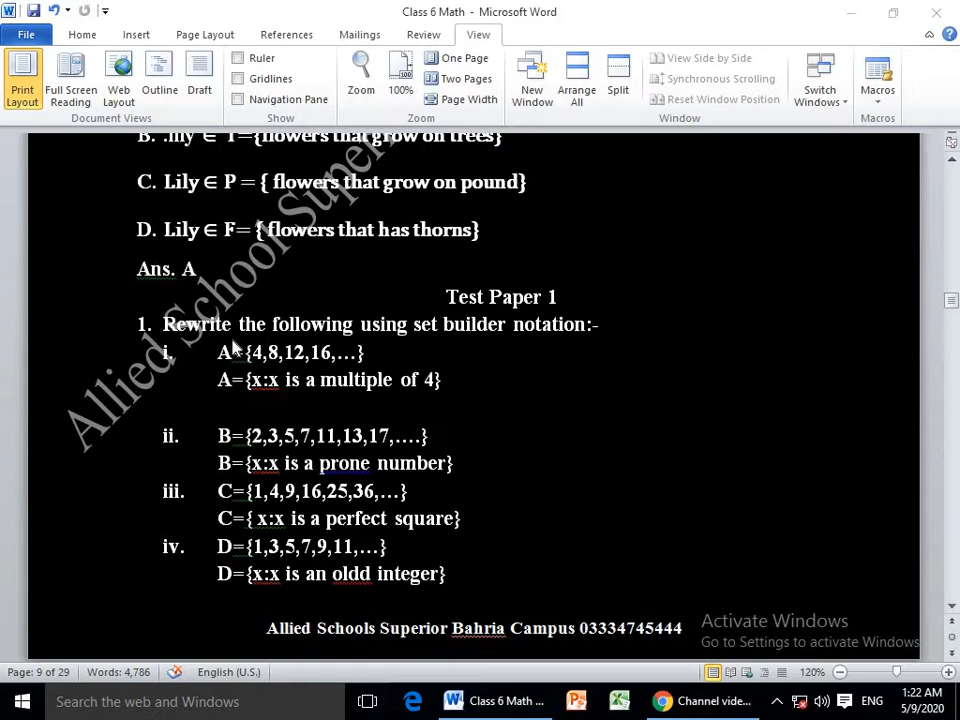 Class 6 Math - Microsoft Word
File Home Insert Page Layout References Mailings Review View
Print Layout
Full Screen Reading
Web Layout
Outline
Draft
Document Views
Ruler
Gridlines
Navigation Pane
Show
Zoom
100%
One Page
Two Pages
Page Width
Zoom
New Window
Arrange All
Split
View Side by Side
Synchronous Scrolling
Reset Window Position
Switch Windows
Window
Macros
Macros
∈ T={flowers that grow on trees}
C. Lily ∈ P = { flowers that grow on pound}
D. Lily ∈ F= { flowers that has thorns}
Ans. A
Test Paper 1
1. Rewrite the following using set builder notation:-
i. A={4,8,12,16,…}
A={x:x is a multiple of 4}
ii. B={2,3,5,7,11,13,17,….}
B={x:x is a prone number}
iii. C={1,4,9,16,25,36,…}
C={ x:x is a perfect square}
iv. D={1,3,5,7,9,11,…}
D={x:x is an oldd integer}
Allied School Super
Allied Schools Superior Bahria Campus 03334745444
Activate Windows
Go to Settings to activate Windows.
Page: 9 of 29 Words: 4,786 English (U.S.) 120%
Search the web and Windows
Class 6 Math ...
Channel vide...
ENG
1:22 AM
5/9/2020